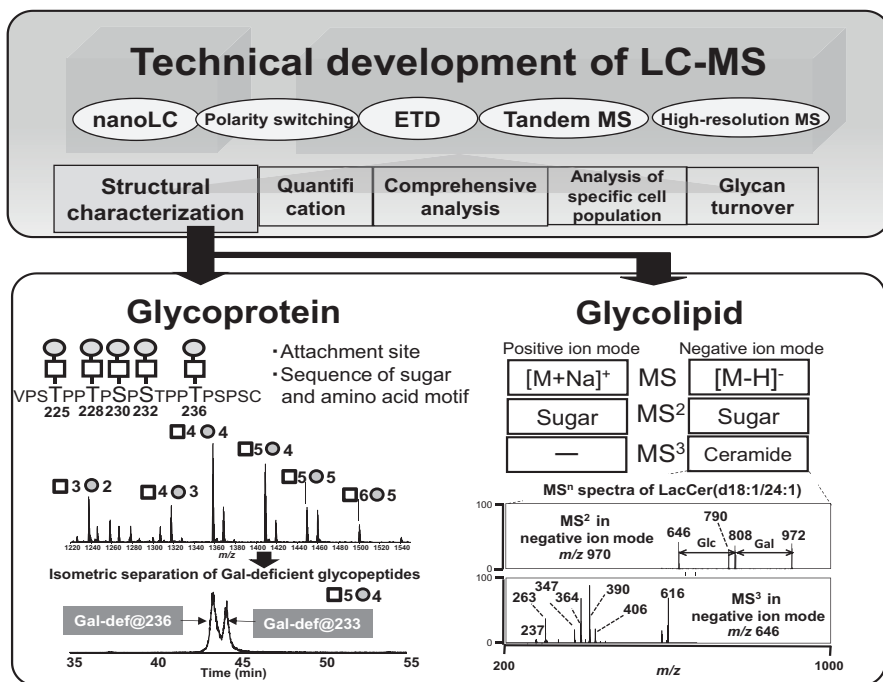 Technical development of LC-MS
nanoLC Polarity switching ETD Tandem MS High-resolution MS
Structural characterization
Quantifi cation
Comprehensive analysis
Analysis of specific cell population
Glycan turnover
Glycoprotein
VPSTPPTPSPSTPPTPSPSC
225 228 230 232 236
・Attachment site
・Sequence of sugar
and amino acid motif
3 2
4 3
4 4
5 4
5 5
6 5
1220 1240 1260 1280 1300 1320 1340 1360 1380 1400 1420 1440 1460 1480 1500 1520 1540
m/z
Isometric separation of Gal-deficient glycopeptides
5 4
Gal-def@236
Gal-def@233
35 40 45 50 55
Time (min)
Glycolipid
Positive ion mode Negative ion mode
[M+Na]+ MS [M-H]-
Sugar MS2 Sugar
— MS3 Ceramide
MSn spectra of LacCer(d18:1/24:1)
100
0
MS2 in
negative ion mode
m/z 970
646 790 808 972
Glc Gal
100
0
237 263 347 364 390 406 616
MS3 in
negative ion mode
m/z 646
200 1000
m/z